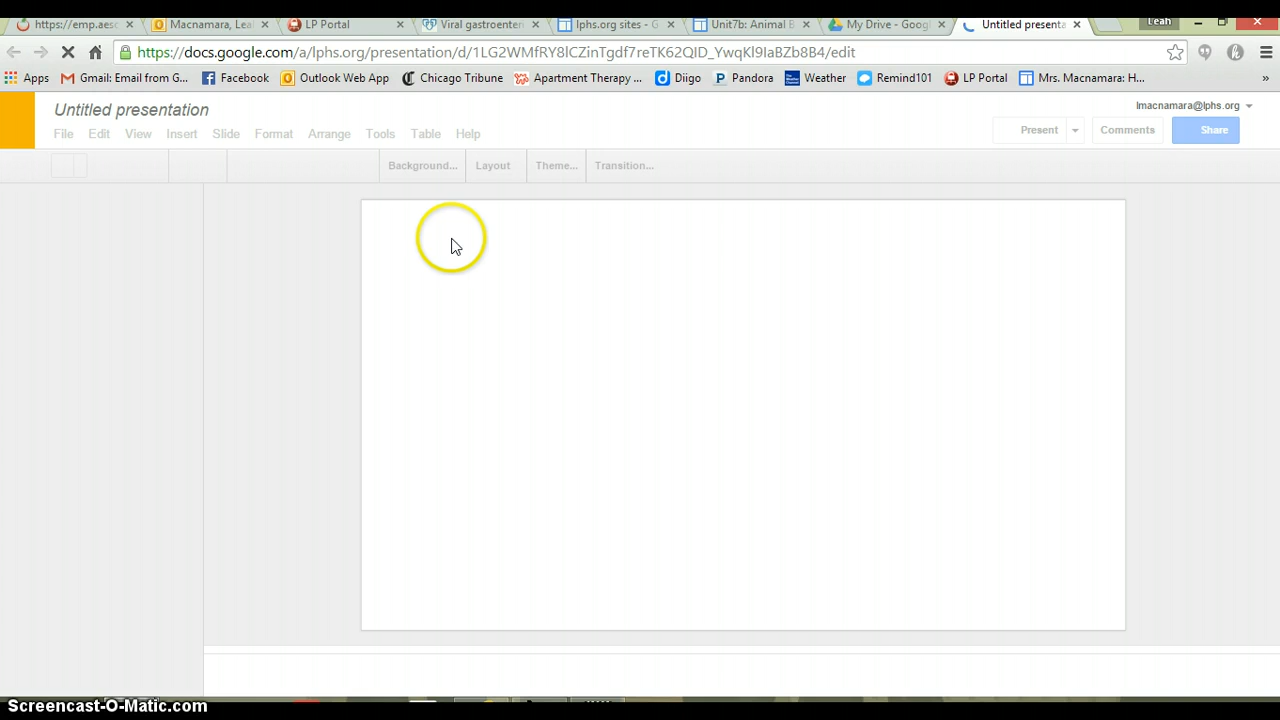 https://emp.aesc Macnamara, Lea LP Portal Viral gastroenter lphs.org sites - G Unit7b: Animal B My Drive - Googl Untitled presenta Leah
https://docs.google.com/a/lphs.org/presentation/d/1LG2WMfRY8lCZinTgdf7reTK62QID_YwqKl9IaBZb8B4/edit
Apps Gmail: Email from G... Facebook Outlook Web App Chicago Tribune Apartment Therapy ... Diigo Pandora Weather Remind101 LP Portal Mrs. Macnamara: H... »
Untitled presentation lmacnamara@lphs.org
File Edit View Insert Slide Format Arrange Tools Table Help Present Comments Share
Background... Layout Theme... Transition...
Screencast-O-Matic.com